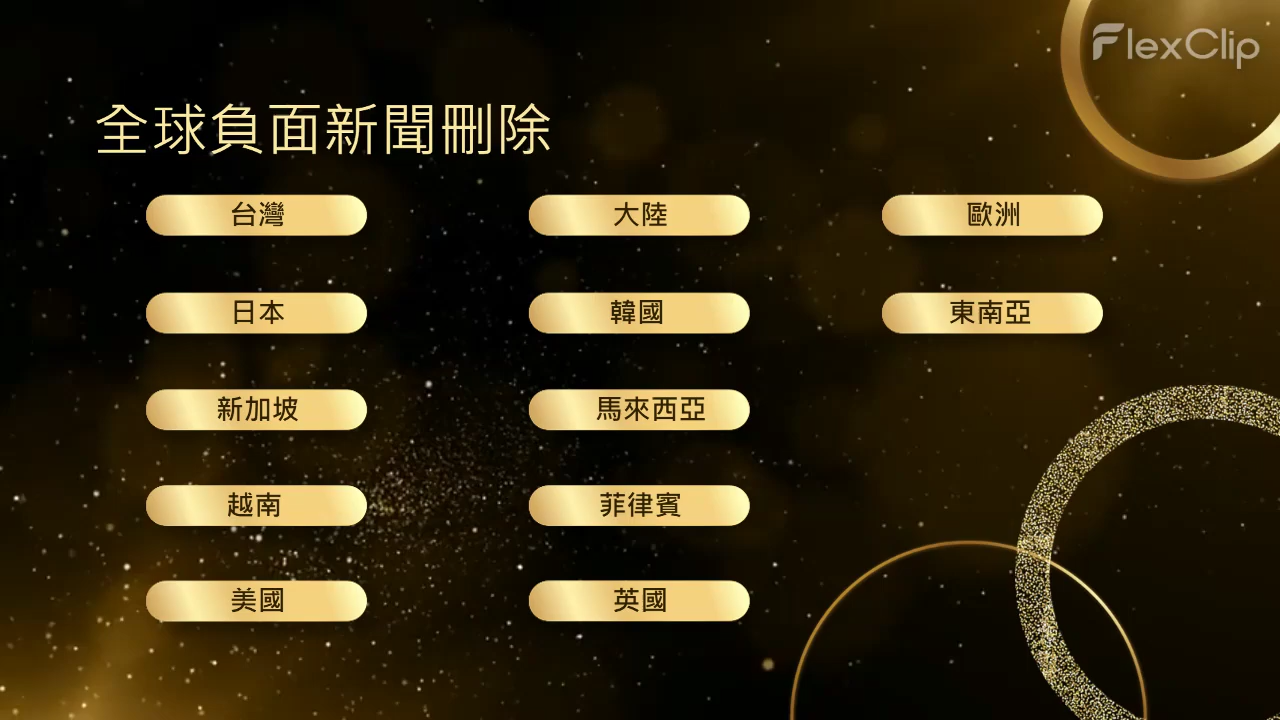 FlexClip
全球負面新聞刪除
台灣
大陸
歐洲
日本
韓國
東南亞
新加坡
馬來西亞
越南
菲律賓
美國
英國